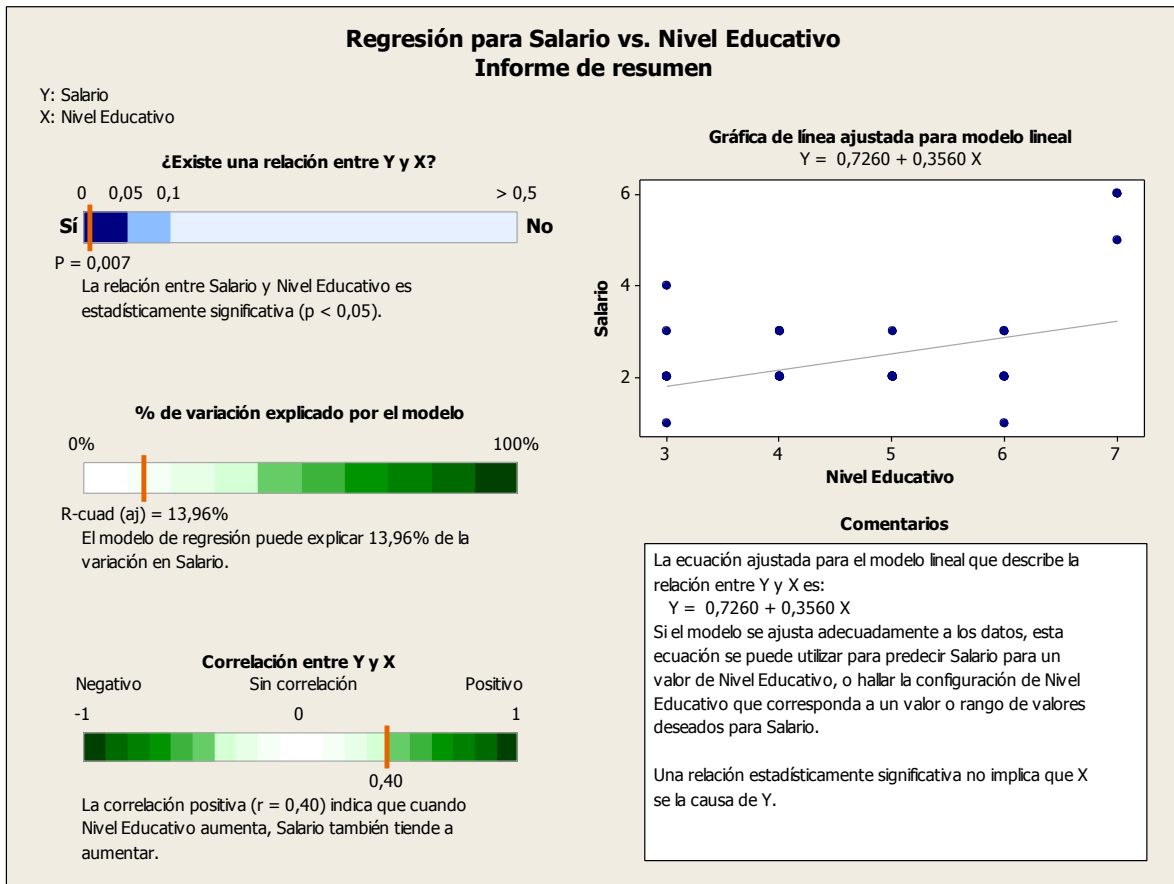 Regresión para Salario vs. Nivel Educativo
Informe de resumen
Y: Salario
X: Nivel Educativo
¿Existe una relación entre Y y X?
0 0,05 0,1 > 0,5
Sí No
P = 0,007
La relación entre Salario y Nivel Educativo es
estadísticamente significativa (p < 0,05).
% de variación explicado por el modelo
0% 100%
R-cuad (aj) = 13,96%
El modelo de regresión puede explicar 13,96% de la
variación en Salario.
Correlación entre Y y X
Negativo Sin correlación Positivo
-1 0 1
0,40
La correlación positiva (r = 0,40) indica que cuando
Nivel Educativo aumenta, Salario también tiende a
aumentar.
Gráfica de línea ajustada para modelo lineal
Y = 0,7260 + 0,3560 X
6
4
2
Salario
3 4 5 6 7
Nivel Educativo
Comentarios
La ecuación ajustada para el modelo lineal que describe la
relación entre Y y X es:
Y = 0,7260 + 0,3560 X
Si el modelo se ajusta adecuadamente a los datos, esta
ecuación se puede utilizar para predecir Salario para un
valor de Nivel Educativo, o hallar la configuración de Nivel
Educativo que corresponda a un valor o rango de valores
deseados para Salario.
Una relación estadísticamente significativa no implica que X
se la causa de Y.